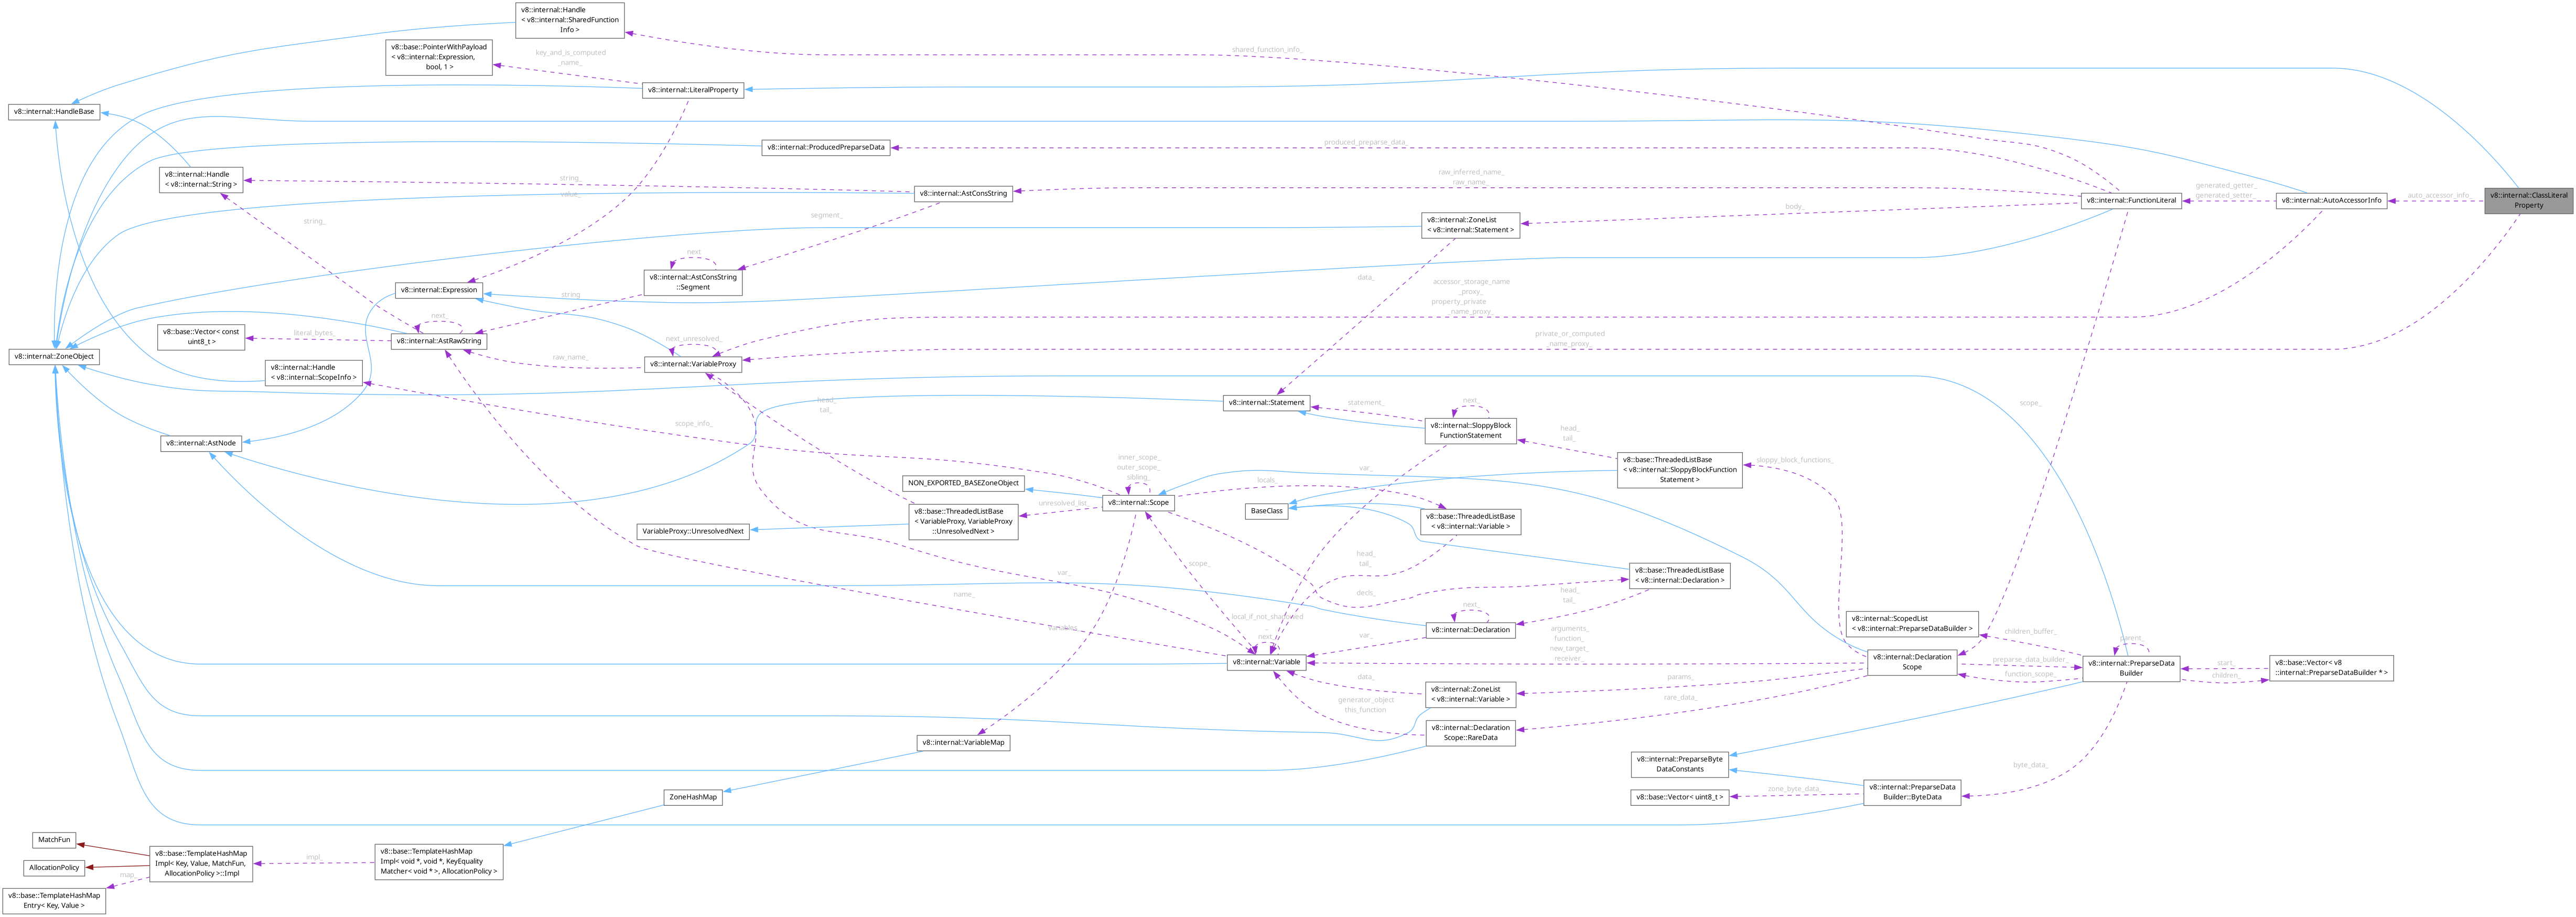 v8::internal::Handle
< v8::internal::SharedFunction
Info >
v8::base::PointerWithPayload
< v8::internal::Expression,
bool, 1 >
key_and_is_computed
_name_
shared_function_info_
v8::internal::LiteralProperty
v8::internal::HandleBase
v8::internal::ProducedPreparseData
produced_preparse_data_
v8::internal::Handle
< v8::internal::String >
string_
value_
v8::internal::AstConsString
raw_inferred_name_
raw_name_
v8::internal::FunctionLiteral
generated_getter_
generated_setter_
v8::internal::AutoAccessorInfo
auto_accessor_info_
v8::internal::ClassLiteral
Property
string_
segment_
v8::internal::ZoneList
< v8::internal::Statement >
body_
next
v8::internal::AstConsString
::Segment
data_
accessor_storage_name
_proxy_
property_private
_name_proxy_
v8::internal::Expression
string
v8::base::Vector< const
uint8_t >
literal_bytes_
next_
v8::internal::AstRawString
next_unresolved_
private_or_computed
_name_proxy_
v8::internal::ZoneObject
raw_name_
v8::internal::VariableProxy
v8::internal::Handle
< v8::internal::ScopeInfo >
head_
tail_
v8::internal::Statement
statement_
next_
scope_
v8::internal::AstNode
scope_info_
v8::internal::SloppyBlock
FunctionStatement
head_
tail_
inner_scope_
outer_scope_
sibling_
var_
v8::base::ThreadedListBase
< v8::internal::SloppyBlockFunction
Statement >
sloppy_block_functions_
NON_EXPORTED_BASEZoneObject
v8::internal::Scope
locals_
unresolved_list_
BaseClass
v8::base::ThreadedListBase
< v8::internal::Variable >
VariableProxy::UnresolvedNext
v8::base::ThreadedListBase
< VariableProxy, VariableProxy
::UnresolvedNext >
head_
tail_
var_
scope_
decls_
v8::base::ThreadedListBase
< v8::internal::Declaration >
name_
variables_
local_if_not_shadowed
_
next_
next_
head_
tail_
v8::internal::Declaration
var_
arguments_
function_
new_target_
receiver_
v8::internal::ScopedList
< v8::internal::PreparseDataBuilder >
children_buffer_
parent_
v8::internal::Variable
v8::internal::Declaration
Scope
preparse_data_builder_
function_scope_
v8::internal::PreparseData
Builder
start_
children_
v8::base::Vector< v8
::internal::PreparseDataBuilder * >
data_
v8::internal::ZoneList
< v8::internal::Variable >
params_
generator_object
this_function
v8::internal::Declaration
Scope::RareData
rare_data_
v8::internal::VariableMap
v8::internal::PreparseByte
DataConstants
byte_data_
ZoneHashMap
v8::base::Vector< uint8_t >
zone_byte_data_
v8::internal::PreparseData
Builder::ByteData
MatchFun
AllocationPolicy
v8::base::TemplateHashMap
Impl< Key, Value, MatchFun,
AllocationPolicy >::Impl
impl_
v8::base::TemplateHashMap
Impl< void *, void *, KeyEquality
Matcher< void * >, AllocationPolicy >
map_
v8::base::TemplateHashMap
Entry< Key, Value >